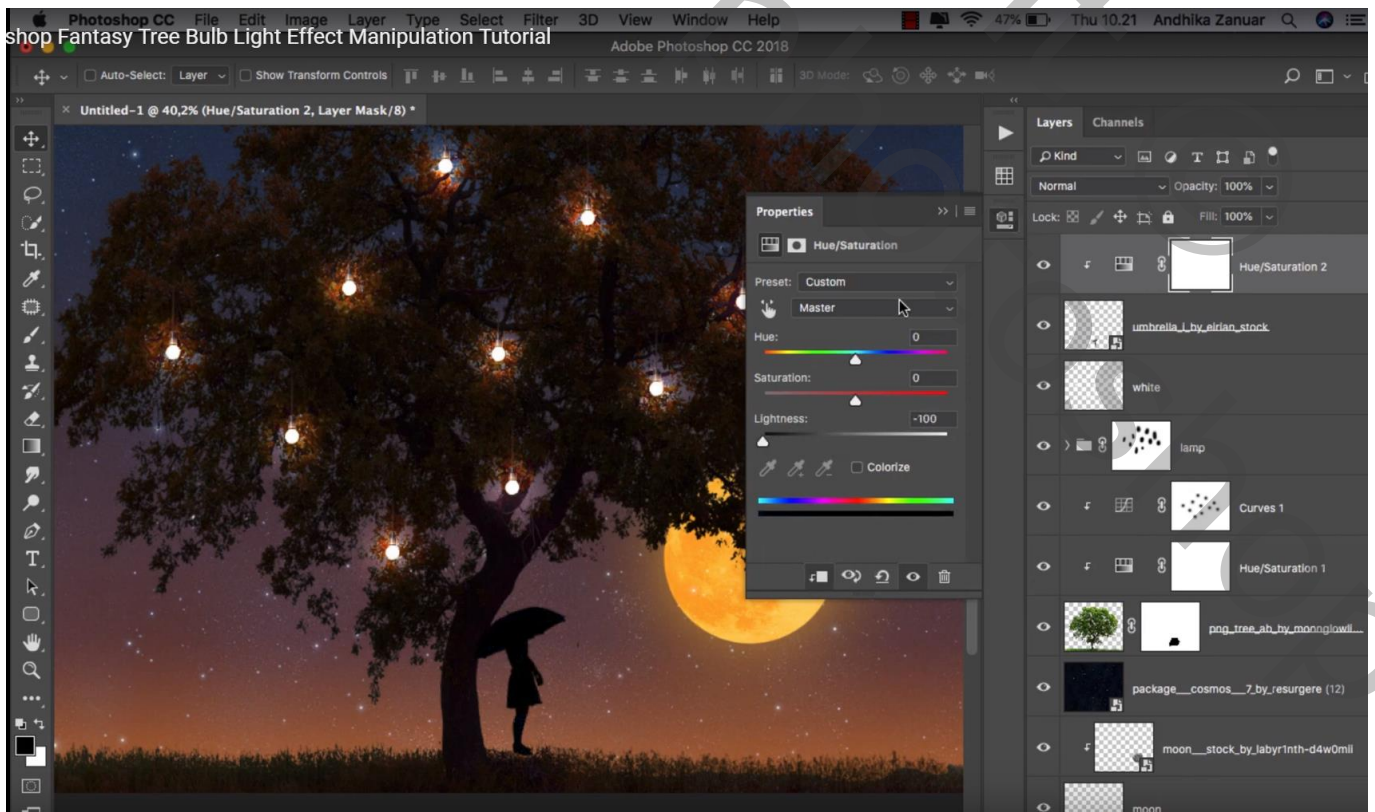 Photoshop CC File Edit Image Layer Type Select Filter 3D View Window Help 47% Thu 10.21 Andhika Zanuar
shop Fantasy Tree Bulb Light Effect Manipulation Tutorial
Adobe Photoshop CC 2018
Auto-Select: Layer Show Transform Controls 3D Mode:
× Untitled-1 @ 40,2% (Hue/Saturation 2, Layer Mask/8) *
Properties
Hue/Saturation
Preset: Custom
Master
Hue: 0
Saturation: 0
Lightness: -100
Colorize
Layers Channels
Kind
Normal Opacity: 100%
Lock: Fill: 100%
Hue/Saturation 2
umbrella_i_by_eirian_stock
white
lamp
Curves 1
Hue/Saturation 1
png_tree_ab_by_moonglowli...
package__cosmos__7_by_resurgere (12)
moon__stock_by_labyr1nth-d4w0mii
moon